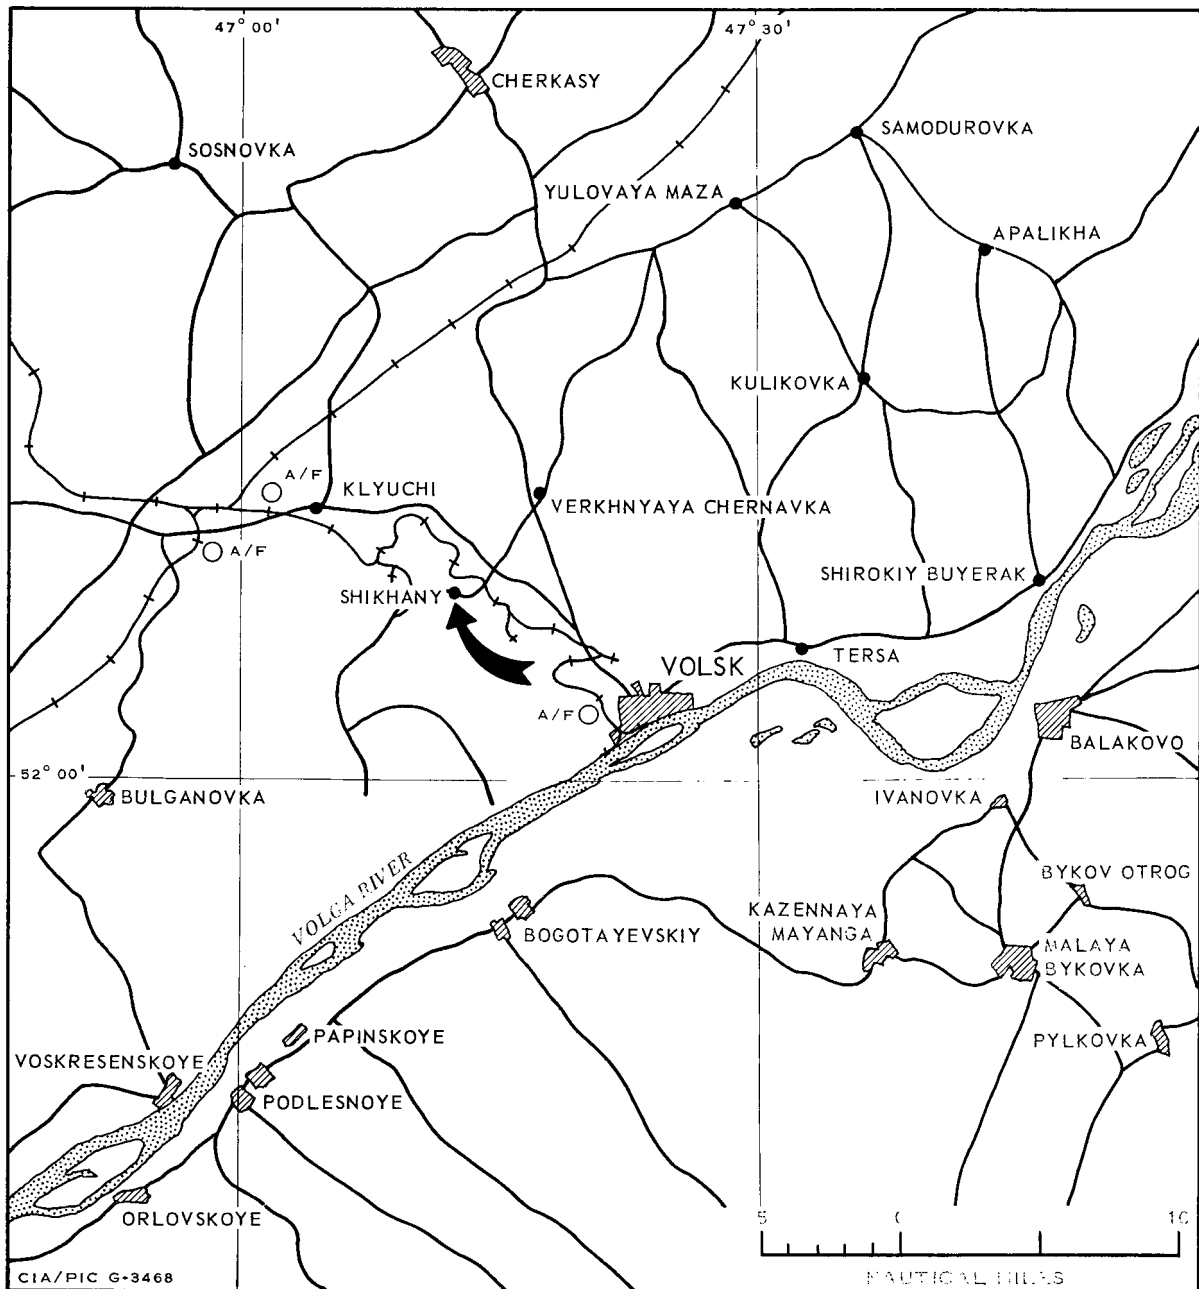 47° 00'
47° 30'
CHERKASY
SAMODUROVKA
SOSNOVKA
YULOVAYA MAZA
APALIKHA
KULIKOVKA
A/F
KLYUCHI
VERKHNYAYA CHERNAVKA
A/F
SHIROKIY BUYERAK
SHIKHANY
TERSA
VOLSK
A/F
BALAKOVO
52° 00'
BULGANOVKA
IVANOVKA
VOLGA RIVER
BYKOV OTROG
KAZENNAYA
MAYANGA
BOGOTAYEVSKIY
MALAYA
BYKOVKA
PAPINSKOYE
PYLKOVKA
VOSKRESENSKOYE
PODLESNOYE
ORLOVSKOYE
5 0 10
NAUTICAL MILES
CIA/PIC G-3468